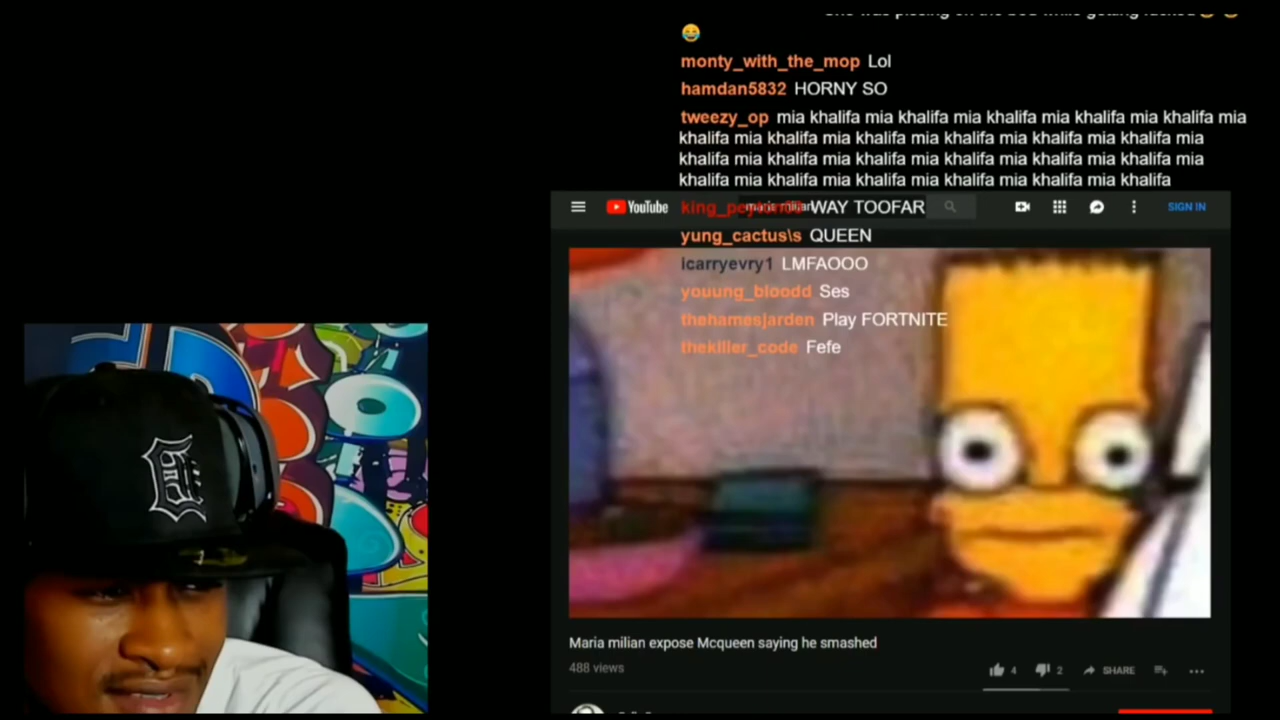 monty_with_the_mop Lol
hamdan5832 HORNY SO
tweezy_op mia khalifa mia khalifa mia khalifa mia khalifa mia khalifa mia
khalifa mia khalifa mia khalifa mia khalifa mia khalifa mia khalifa mia
khalifa mia khalifa mia khalifa mia khalifa mia khalifa mia khalifa mia
khalifa mia khalifa mia khalifa mia khalifa mia khalifa mia khalifa
YouTube
WAY TOOFAR
SIGN IN
yung_cactus\s QUEEN
icarryevry1 LMFAOOO
youung_bloodd Ses
thehamesjarden Play FORTNITE
thekIller_code Fefe
Maria milian expose Mcqueen saying he smashed
488 views
4
2
SHARE